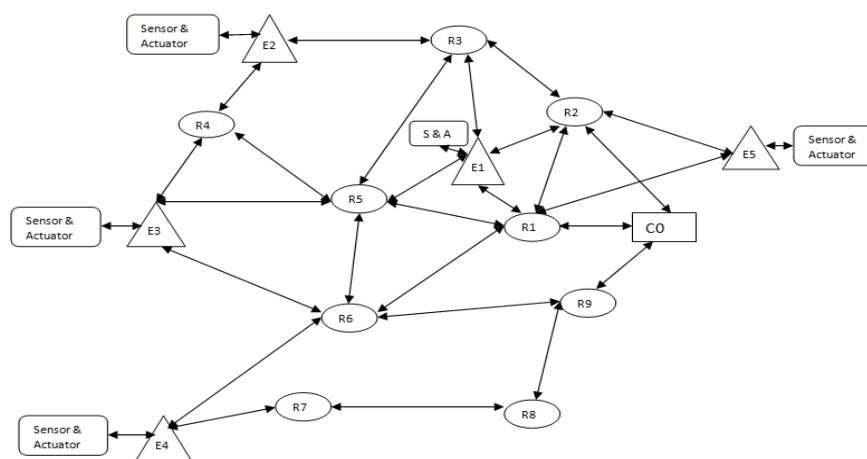 Sensor &
Actuator
E2
R3
R4
S & A
R2
E1
E5
Sensor &
Actuator
R5
Sensor &
Actuator
E3
R1
C0
R9
R6
R7
R8
Sensor &
Actuator
E4